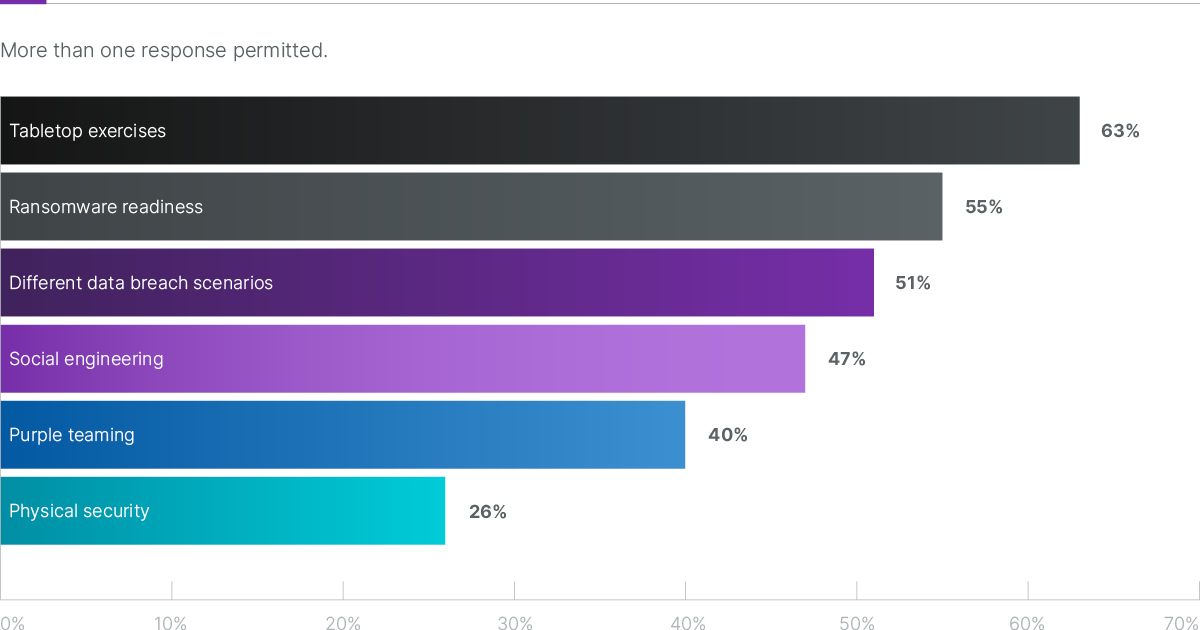 More than one response permitted.
Tabletop exercises 63%
Ransomware readiness 55%
Different data breach scenarios 51%
Social engineering 47%
Purple teaming 40%
Physical security 26%
0% 10% 20% 30% 40% 50% 60% 70%